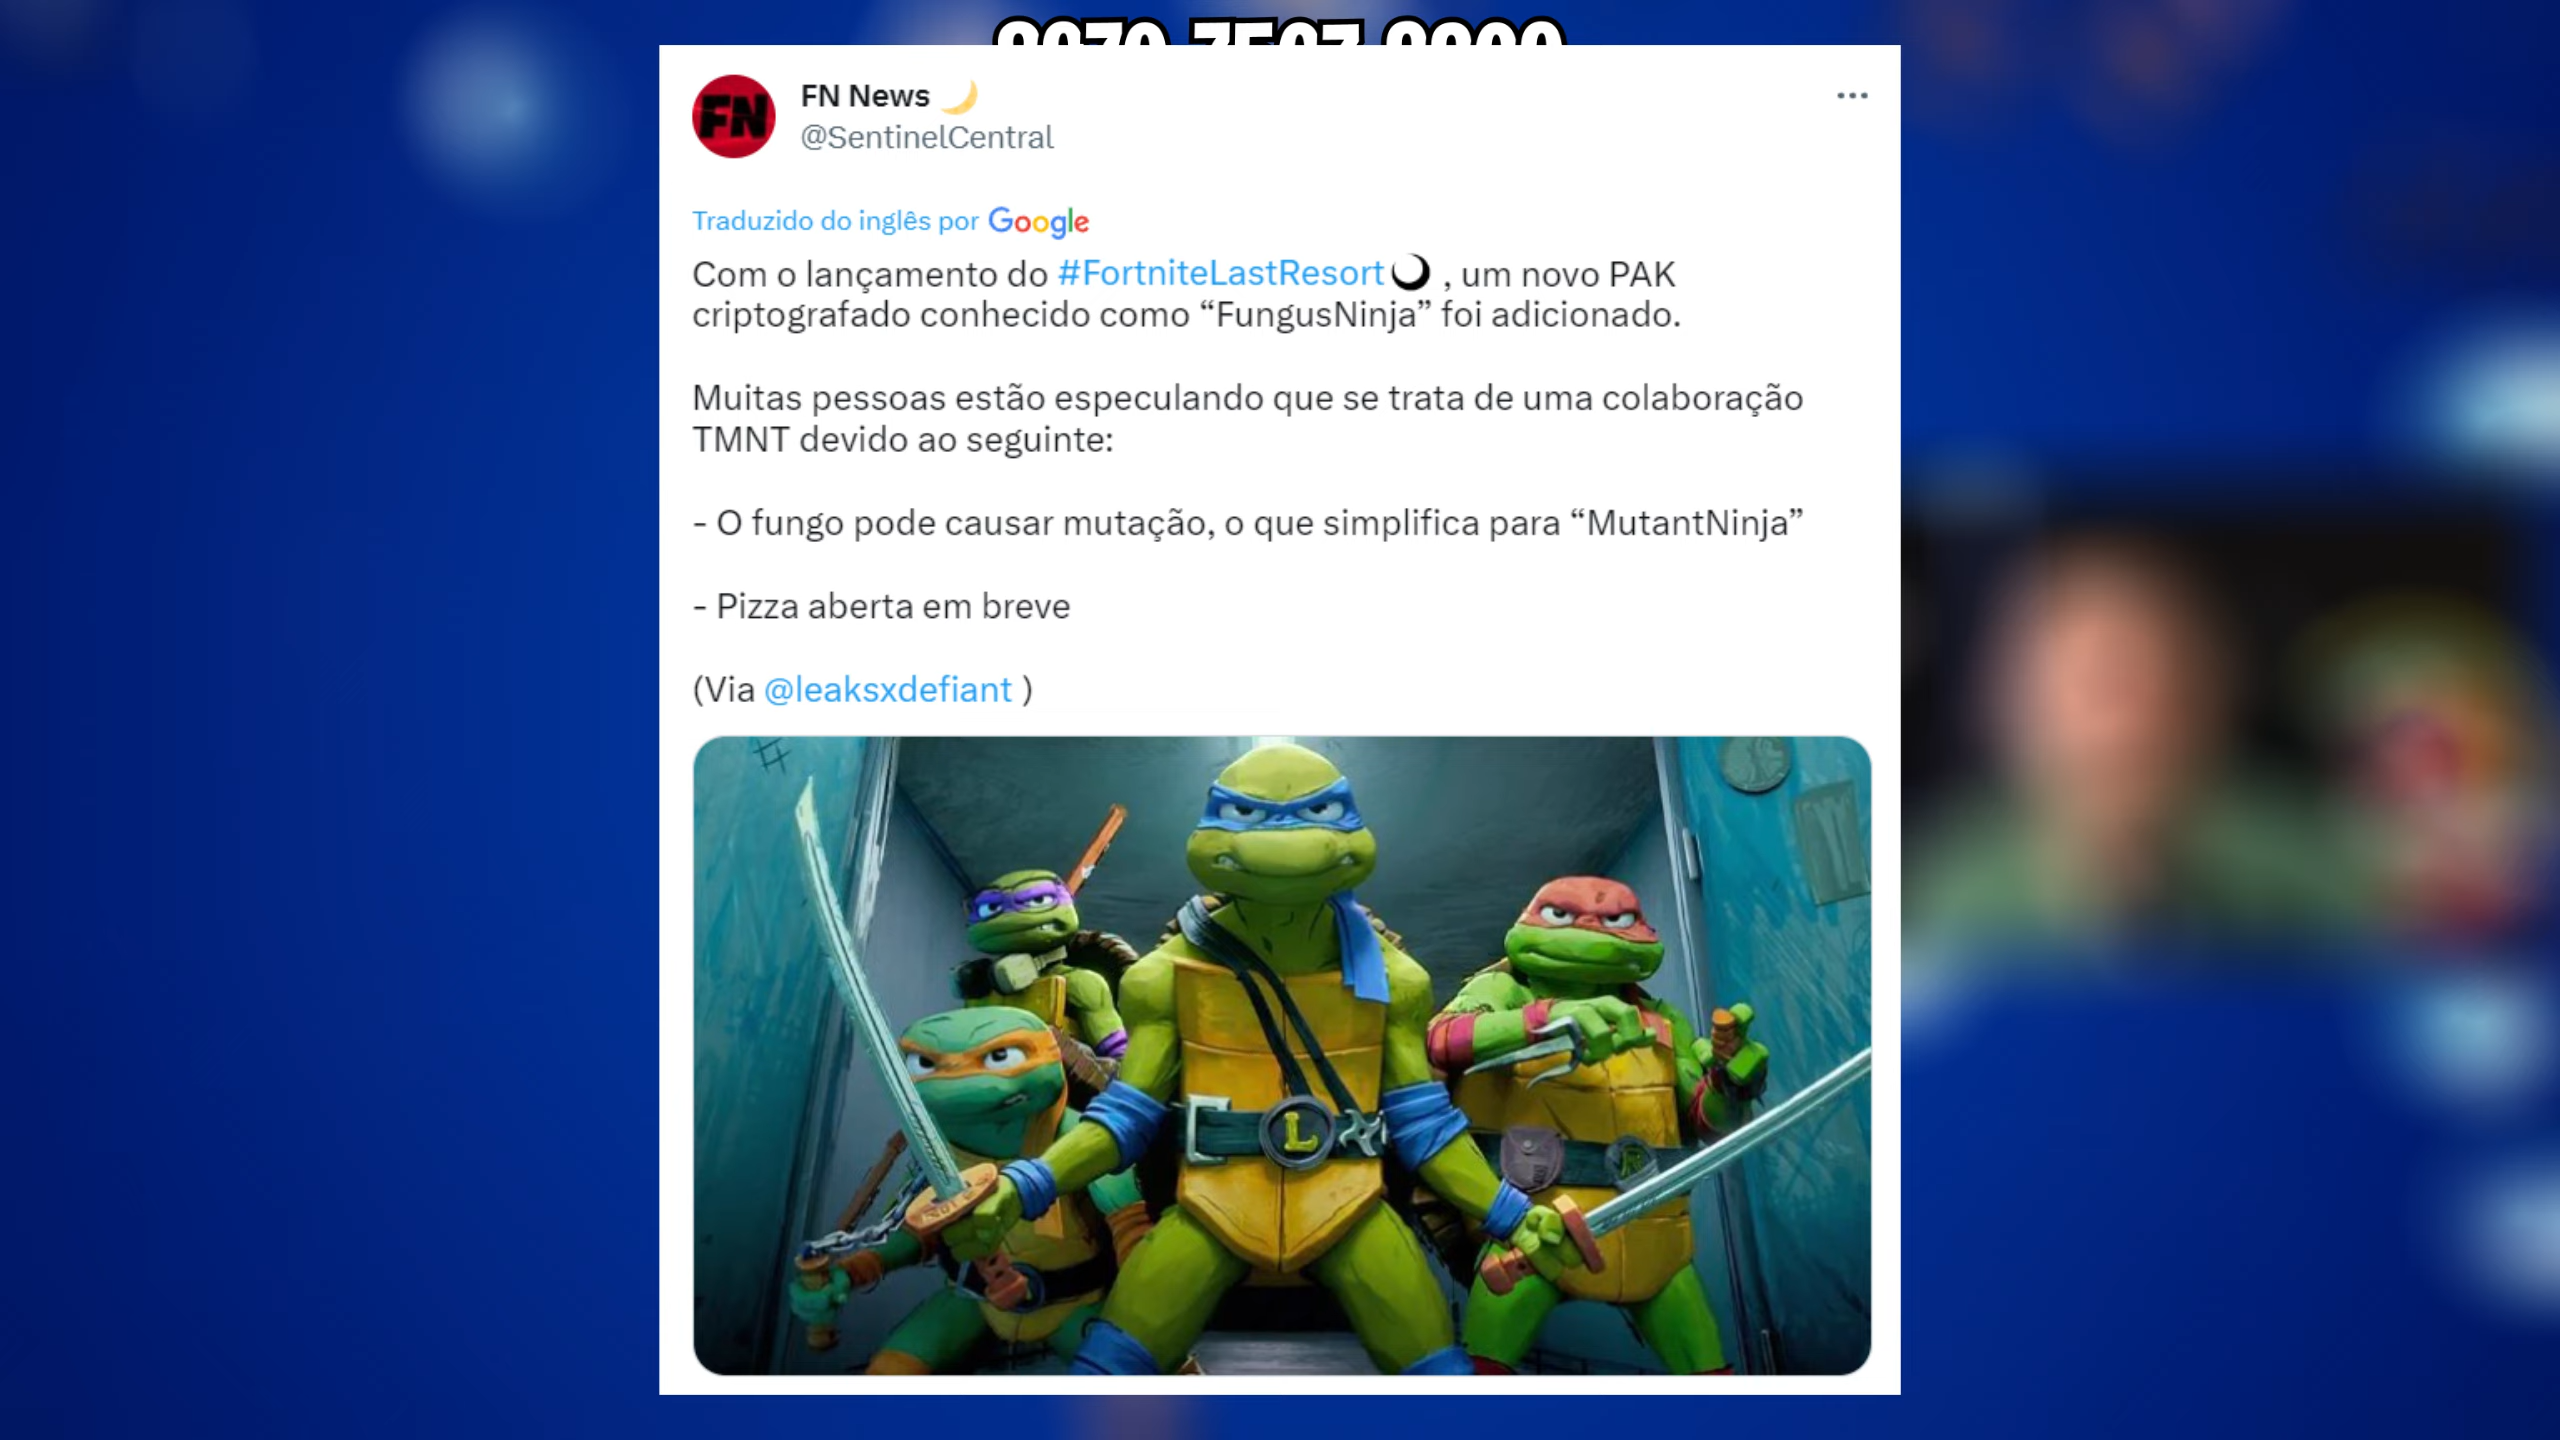 FN News
@SentinelCentral
FN
Traduzido do inglês por Google
Com o lançamento do #FortniteLastResort , um novo PAK
criptografado conhecido como “FungusNinja” foi adicionado.
Muitas pessoas estão especulando que se trata de uma colaboração
TMNT devido ao seguinte:
- O fungo pode causar mutação, o que simplifica para “MutantNinja”
- Pizza aberta em breve
(Via @leaksxdefiant )
L
R